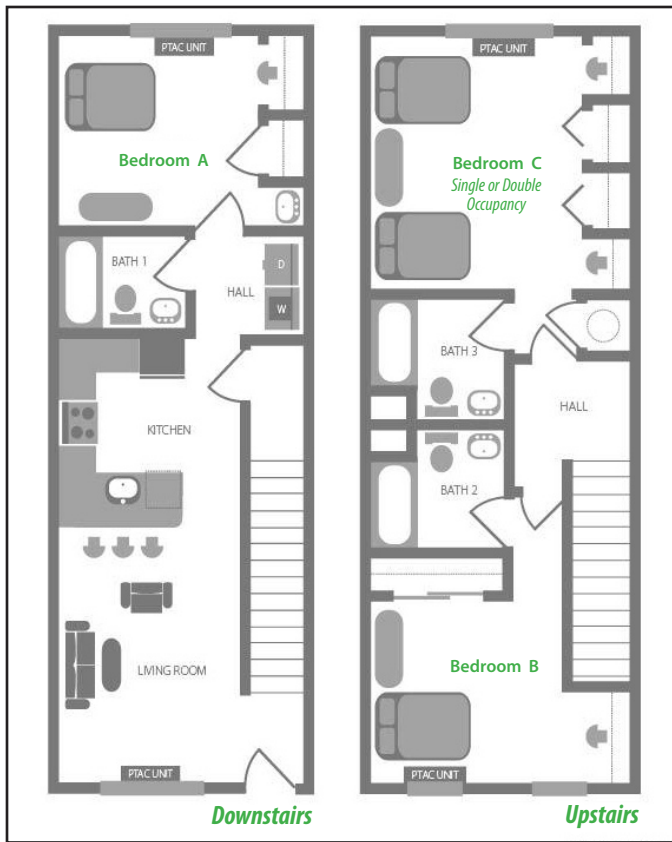 PTAC UNIT
Bedroom A
BATH 1
D
HALL
W
KITCHEN
LIVING ROOM
PTAC UNIT
Downstairs
PTAC UNIT
Bedroom C
Single or Double
Occupancy
BATH 3
HALL
BATH 2
Bedroom B
PTAC UNIT
Upstairs